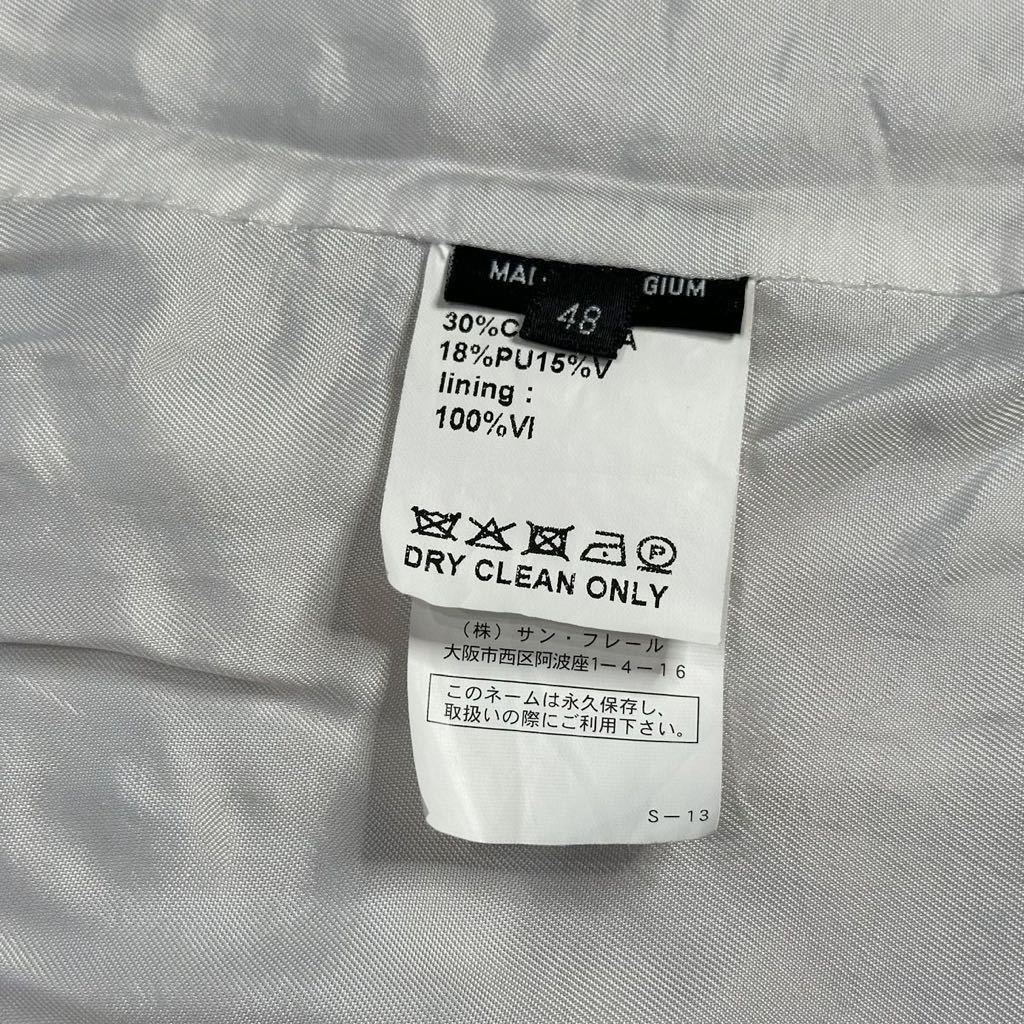 GIUM
48
30%C
18%PU15%V
lining :
100%VI
P
DRY CLEAN ONLY
（株）サン・フレール
大阪市西区阿波座1－4－16
このネームは永久保存し、
取扱いの際にご利用下さい。
S－13